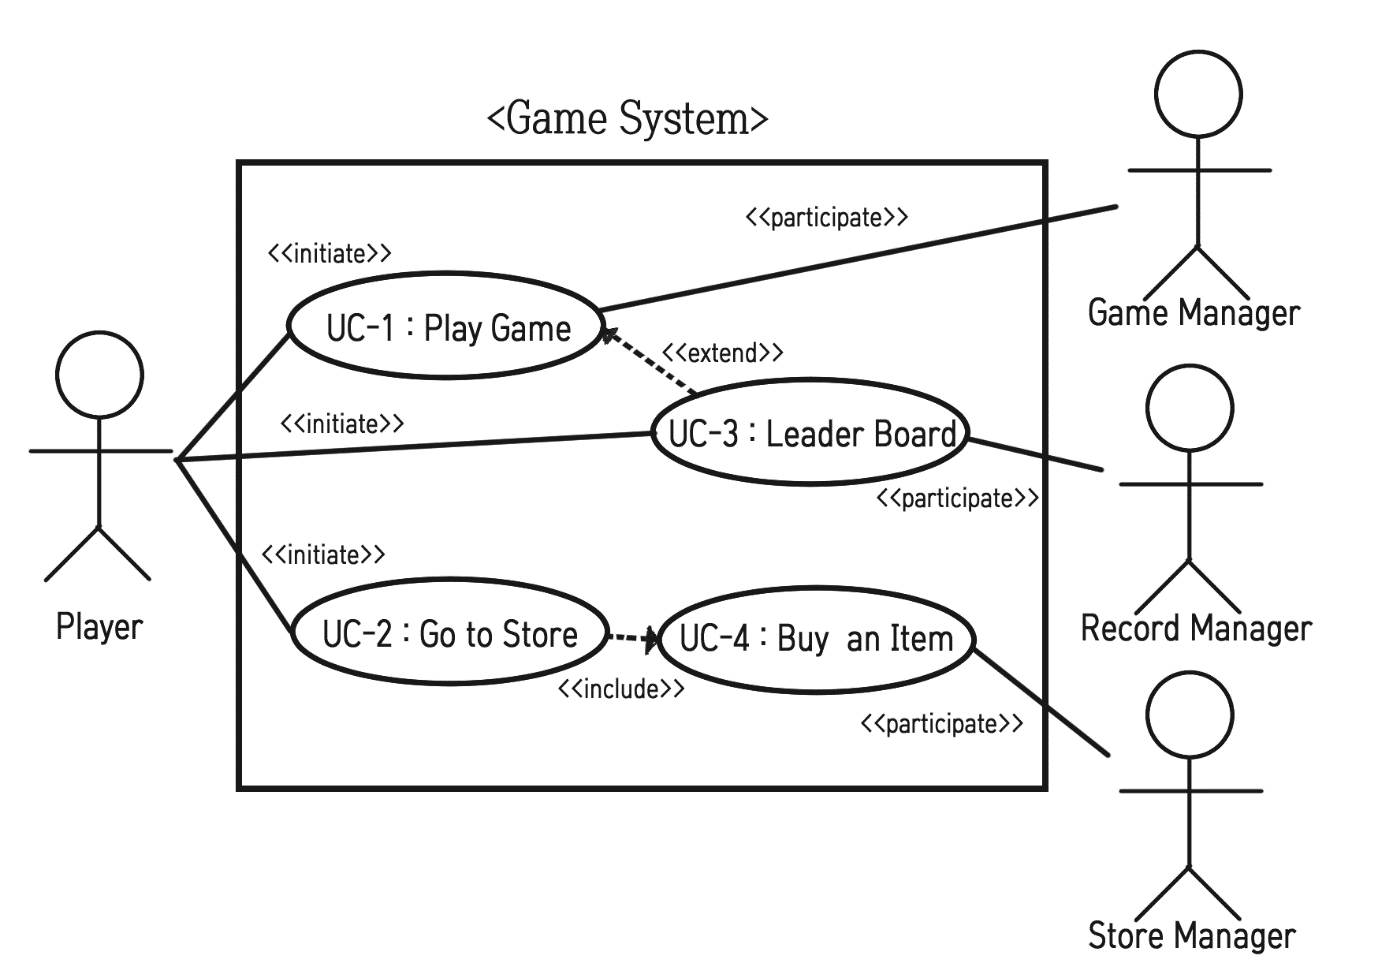 <Game System>
<<participate>>
<<initiate>>
Game Manager
UC-1 : Play Game
<<extend>>
<<initiate>>
UC-3 : Leader Board
<<participate>>
<<initiate>>
Player
Record Manager
UC-2 : Go to Store
UC-4 : Buy an Item
<<include>>
<<participate>>
Store Manager